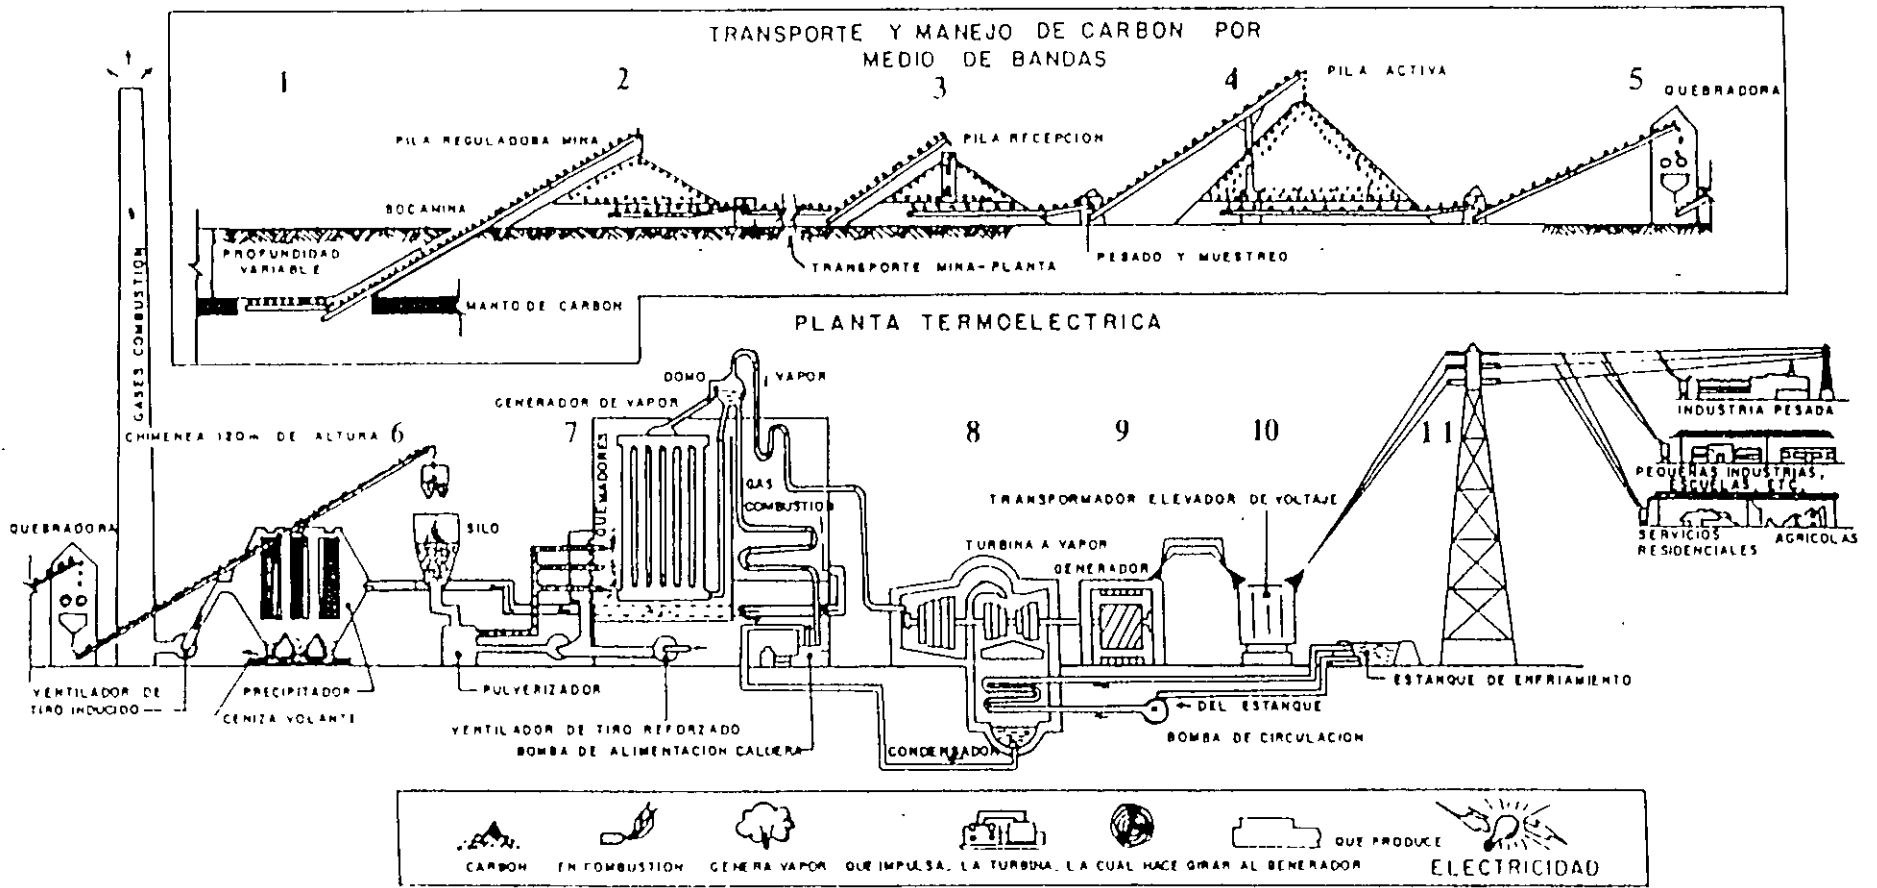 TRANSPORTE Y MANEJO DE CARBON POR
MEDIO DE BANDAS
1
2
3
4
5
PILA ACTIVA
QUEBRADORA
PILA REGULADORA MINA
PILA RECEPCION
BOCAMINA
PROFUNDIDAD
VARIABLE
TRANSPORTE MINA-PLANTA
PESADO Y MUESTREO
MANTO DE CARBON
GASES COMBUSTION
PLANTA TERMOELECTRICA
DOMO
VAPOR
GENERADOR DE VAPOR
CHIMENEA 120m DE ALTURA
6
7
8
9
10
11
INDUSTRIA PESADA
PEQUEÑAS INDUSTRIAS,
ESCUELAS, ETC.
SERVICIOS
RESIDENCIALES
AGRICOLAS
QUEMADORES
GAS
COMBUSTION
TRANSFORMADOR ELEVADOR DE VOLTAJE
QUEBRADORA
SILO
TURBINA A VAPOR
GENERADOR
VENTILADOR DE
TIRO INDUCIDO
PRECIPITADOR
CENIZA VOLANTE
PULVERIZADOR
ESTANQUE DE ENFRIAMIENTO
DEL ESTANQUE
VENTILADOR DE TIRO REFORZADO
BOMBA DE ALIMENTACION CALDERA
CONDENSADOR
BOMBA DE CIRCULACION
CARBON EN COMBUSTION GENERA VAPOR QUE IMPULSA, LA TURBINA, LA CUAL HACE GIRAR AL GENERADOR
QUE PRODUCE
ELECTRICIDAD